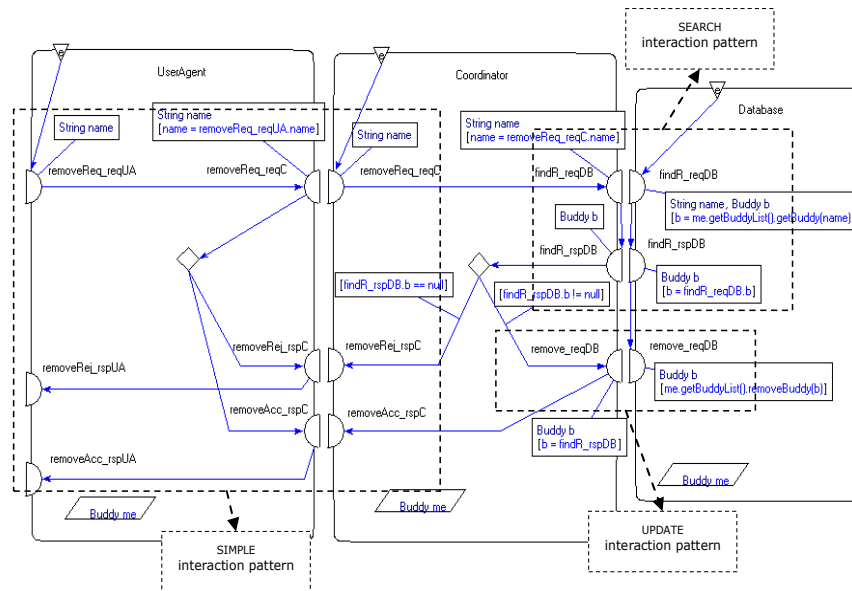 SEARCH
interaction pattern
e
e
UserAgent
Coordinator
e
Database
String name
String name
[name = removeReq_reqUA.name]
String name
String name
[name = removeReq_reqC.name]
removeReq_reqUA
removeReq_reqC
removeReq_reqC
findR_reqDB
findR_reqDB
String name, Buddy b
[b = me.getBuddyList().getBuddy(name)
Buddy b
findR_rspDB
findR_rspDB
[findR_rspDB.b == null]
[findR_rspDB.b != null]
Buddy b
[b = findR_reqDB.b]
removeRej_rspC
removeRej_rspC
remove_reqDB
remove_reqDB
removeRej_rspUA
Buddy b
[me.getBuddyList().removeBuddy(b)]
removeAcc_rspC
removeAcc_rspC
Buddy b
[b = findR_rspDB]
removeAcc_rspUA
Buddy me
Buddy me
Buddy me
SIMPLE
interaction pattern
UPDATE
interaction pattern